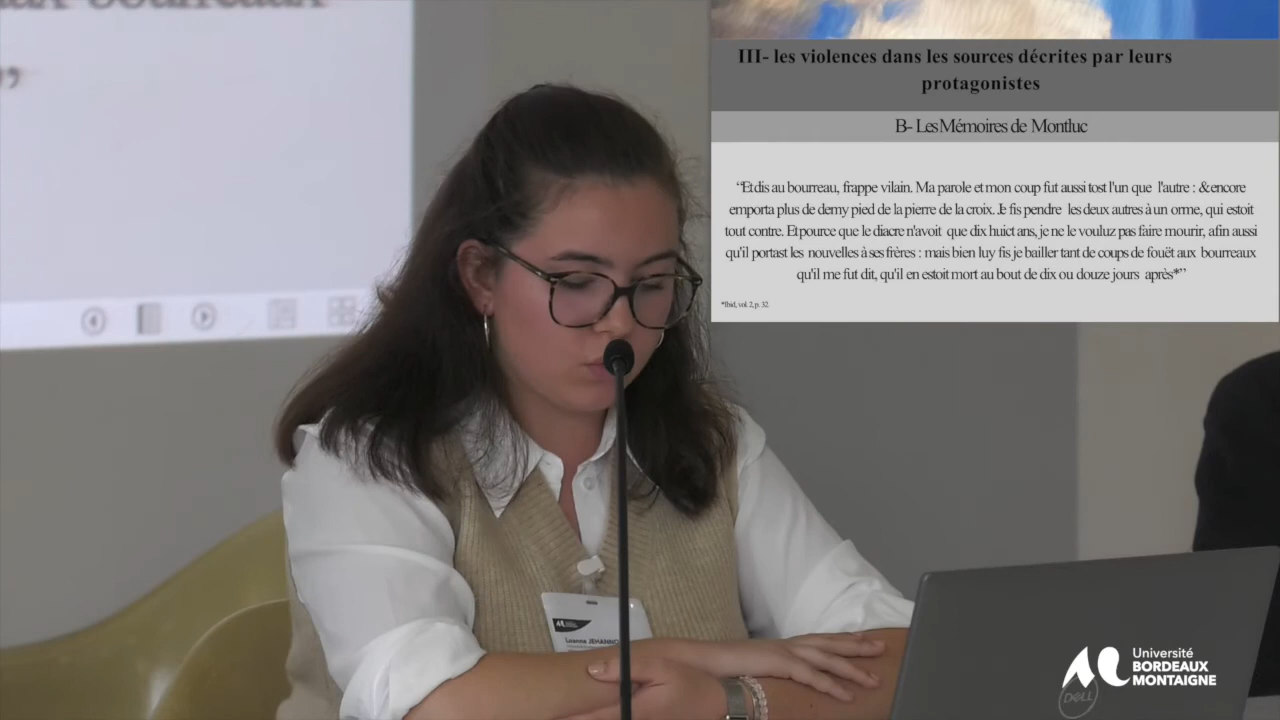 aux bourreaux
”
III- les violences dans les sources décrites par leurs
protagonistes
B- Les Mémoires de Montluc
“Et dis au bourreau, frappe vilain. Ma parole et mon coup fut aussi tost l'un que l'autre : & encore
emporta plus de demy pied de la pierre de la croix. Je fis pendre les deux autres à un orme, qui estoit
tout contre. Et pource que le diacre n'avoit que dix huict ans, je ne le vouluz pas faire mourir, afin aussi
qu'il portast les nouvelles à ses frères : mais bien luy fis je bailler tant de coups de fouët aux bourreaux
qu'il me fut dit, qu'il en estoit mort au bout de dix ou douze jours après*”
*Ibid, vol 2, p. 32.
Leanne JEHANNO
Université
BORDEAUX
MONTAIGNE
DELL